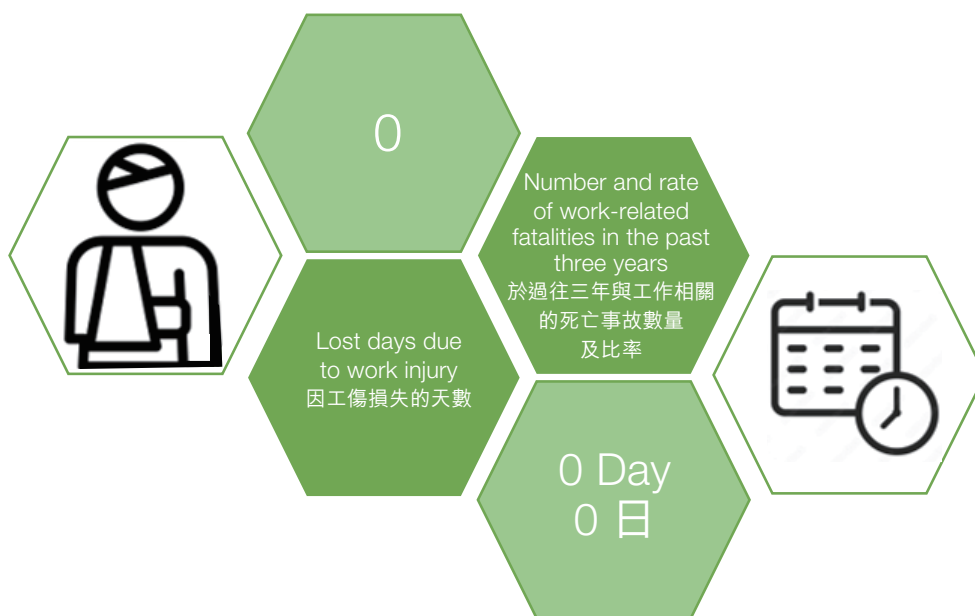 0
Number and rate
of work-related
fatalities in the past
three years
於過往三年與工作相關
的死亡事故數量
及比率
Lost days due
to work injury
因工傷損失的天數
0 Day
0 日